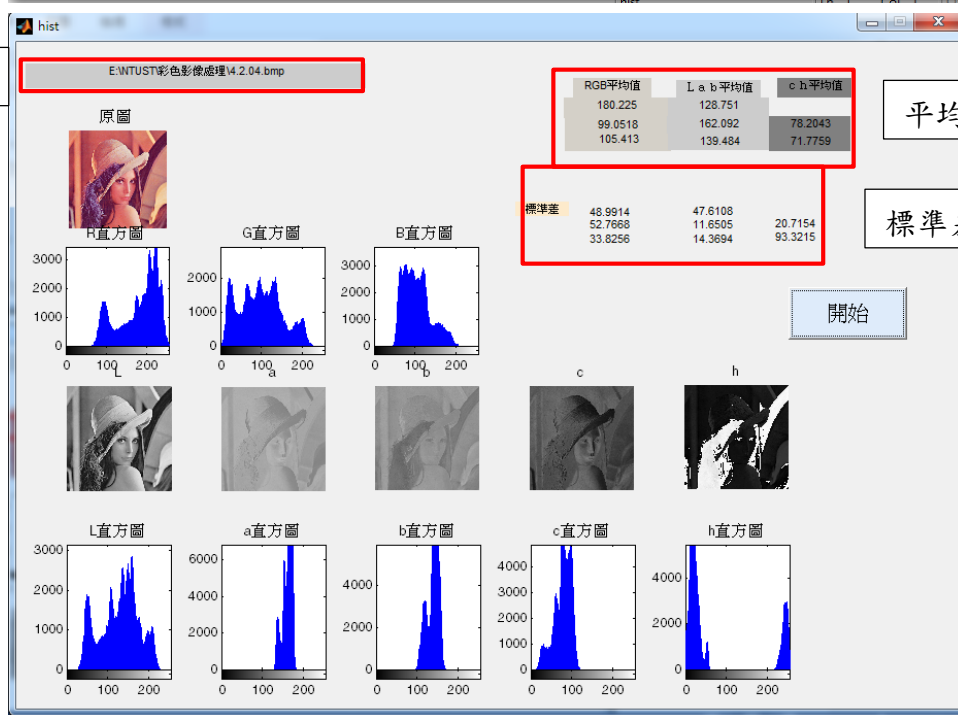 hist
E:\NTUST\彩色影像處理\4.2.04.bmp
RGB平均值 Lab平均值 ch平均值
180.225 128.751
99.0518 162.092 78.2043
105.413 139.484 71.7759
平均
原圖
標準差 48.9914 47.6108
52.7668 11.6505 20.7154
33.8256 14.3694 93.3215
標準
開始
R直方圖 G直方圖 B直方圖
3000 2000 1000 0
2000 1000 0
3000 2000 1000 0
0 100 200 0 100 200 0 100 200
L a b c h
L直方圖 a直方圖 b直方圖 c直方圖 h直方圖
3000 2000 1000 0
6000 4000 2000 0
4000 2000 0
4000 3000 2000 1000 0
4000 2000 0
0 100 200 0 100 200 0 100 200 0 100 200 0 100 200